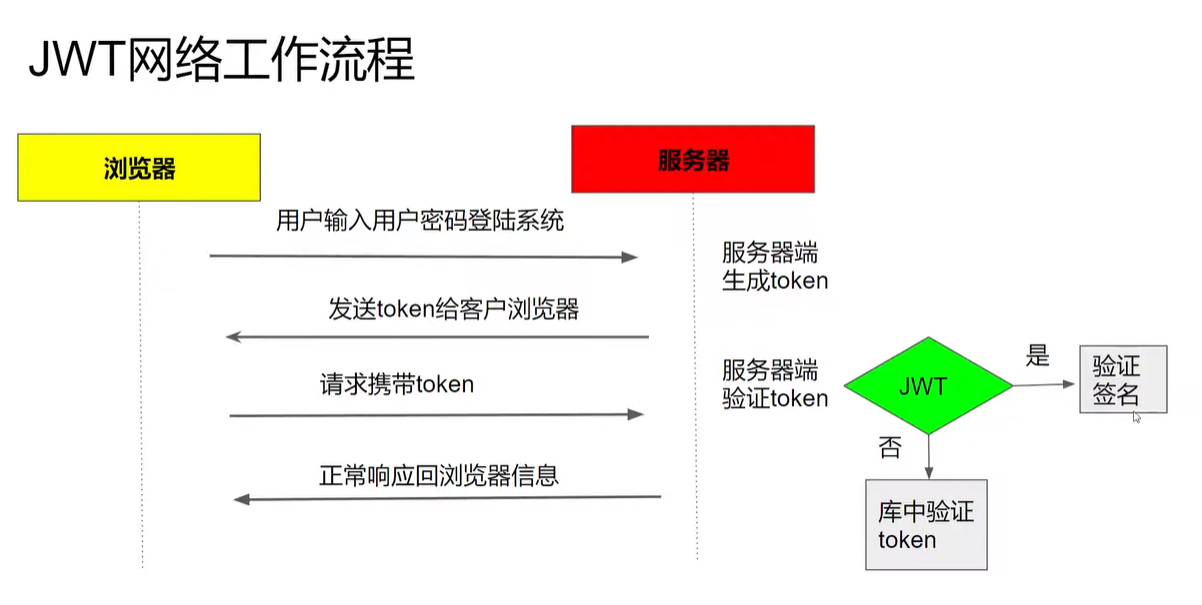 JWT网络工作流程
浏览器
服务器
用户输入用户密码登陆系统
服务器端
生成token
发送token给客户浏览器
请求携带token
服务器端
验证token
JWT
是
验证
签名
否
库中验证
token
正常响应回浏览器信息